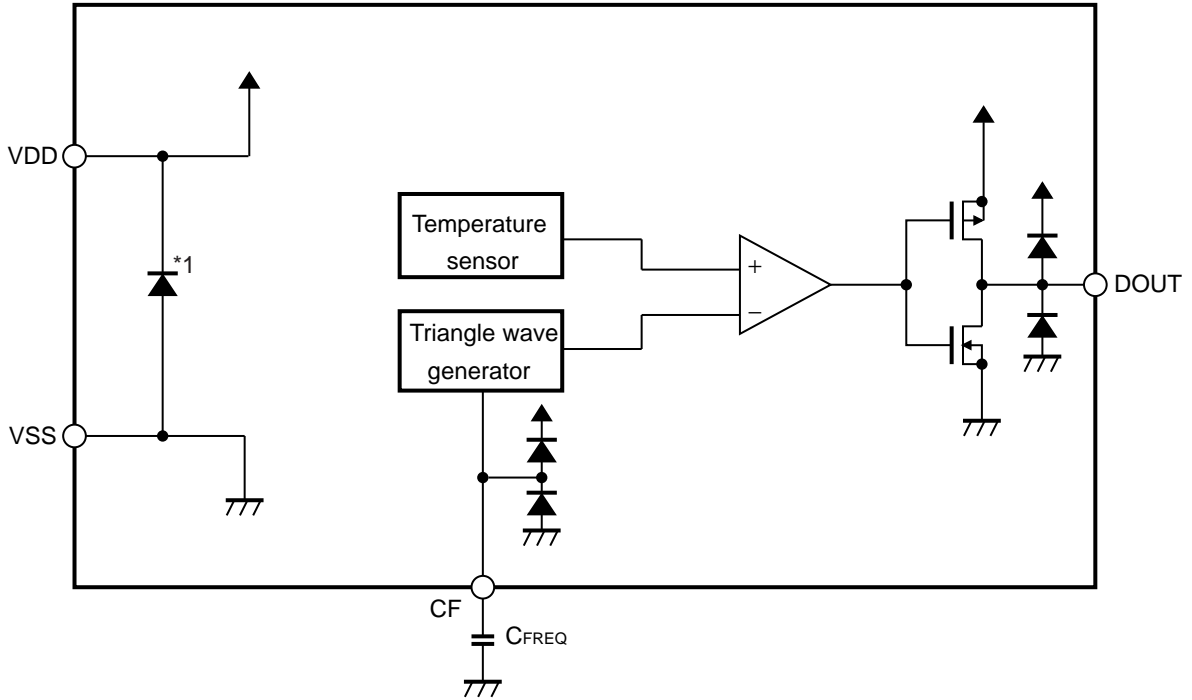 VDD
*1
VSS
Temperature
sensor
Triangle wave
generator
+
−
DOUT
CF
CFREQ